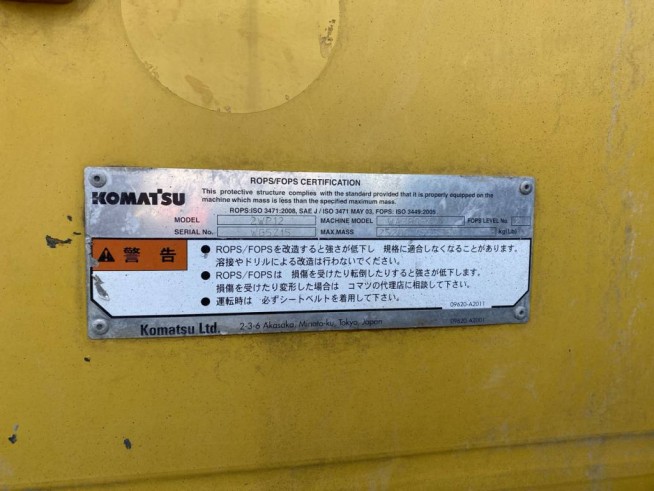 ROPS/FOPS CERTIFICATION
KOMATSU
This protective structure complies with the standard provided that it is properly equipped on the
machine which mass is less than the specified maximum mass.
ROPS:ISO 3471:2008, SAE J / ISO 3471 MAY 03, FOPS: ISO 3449:2005
MODEL MACHINE MODEL FOPS LEVEL No.
SERIAL No. MAX.MASS kg(Lbs)
警 告
● ROPS/FOPSを改造すると強さが低下し 規格に適合しなくなることがあります.
溶接やドリルによる改造は行わないでください.
● ROPS/FOPSは 損傷を受けたり転倒したりすると強さが低下します.
損傷を受けたり変形した場合は コマツの代理店に相談して下さい.
● 運転時は 必ずシートベルトを着用して下さい.
09620-A2011
Komatsu Ltd. 2-3-6 Akasaka, Minato-ku, Tokyo, Japan